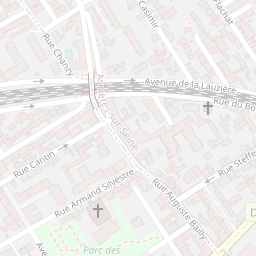 Flachat
Casimir
Rue Chanzy
Avenue de la Lauzière
Rue du Bo
Asnières-sur-Seine
Rue Cantin
Rue Steffe
Rue Armand Silvestre
Rue Auguste Bailly
D
Ave
Parc des